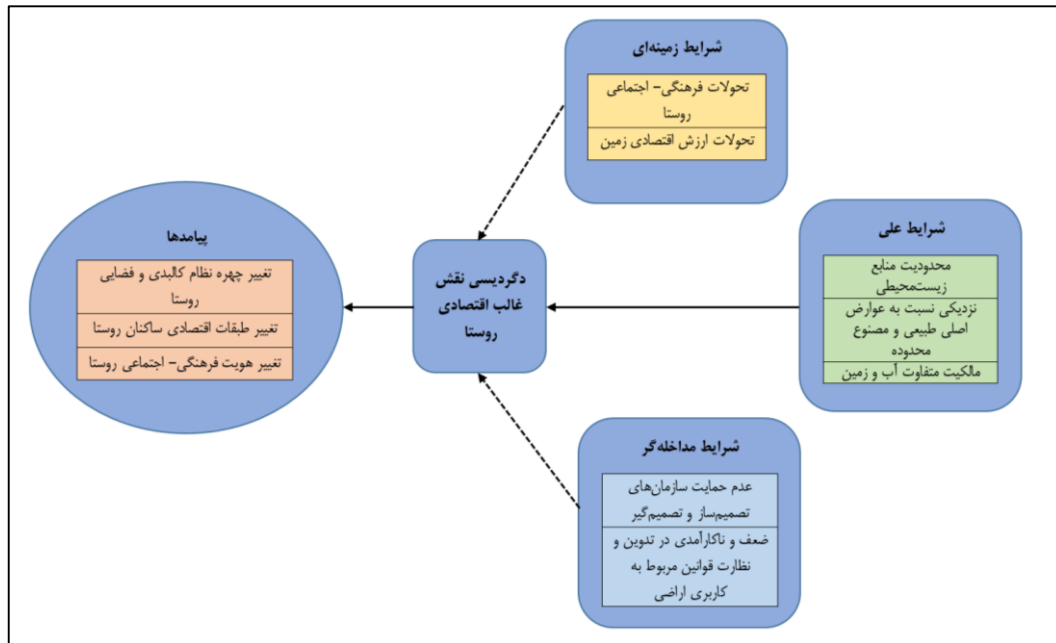 شرایط زمینه‌ای
تحولات فرهنگی- اجتماعی
روستا
تحولات ارزش اقتصادی زمین
شرایط علی
محدودیت منابع
زیست‌محیطی
نزدیکی نسبت به عوارض
اصلی طبیعی و مصنوع
محدوده
مالکیت متفاوت آب و زمین
دگردیسی نقش
غالب اقتصادی
روستا
پیامدها
تغییر چهره نظام کالبدی و فضایی
روستا
تغییر طبقات اقتصادی ساکنان روستا
تغییر هویت فرهنگی- اجتماعی روستا
شرایط مداخله‌گر
عدم حمایت سازمان‌های
تصمیم‌ساز و تصمیم‌گیر
ضعف و ناکارآمدی در تدوین و
نظارت قوانین مربوط به
کاربری اراضی